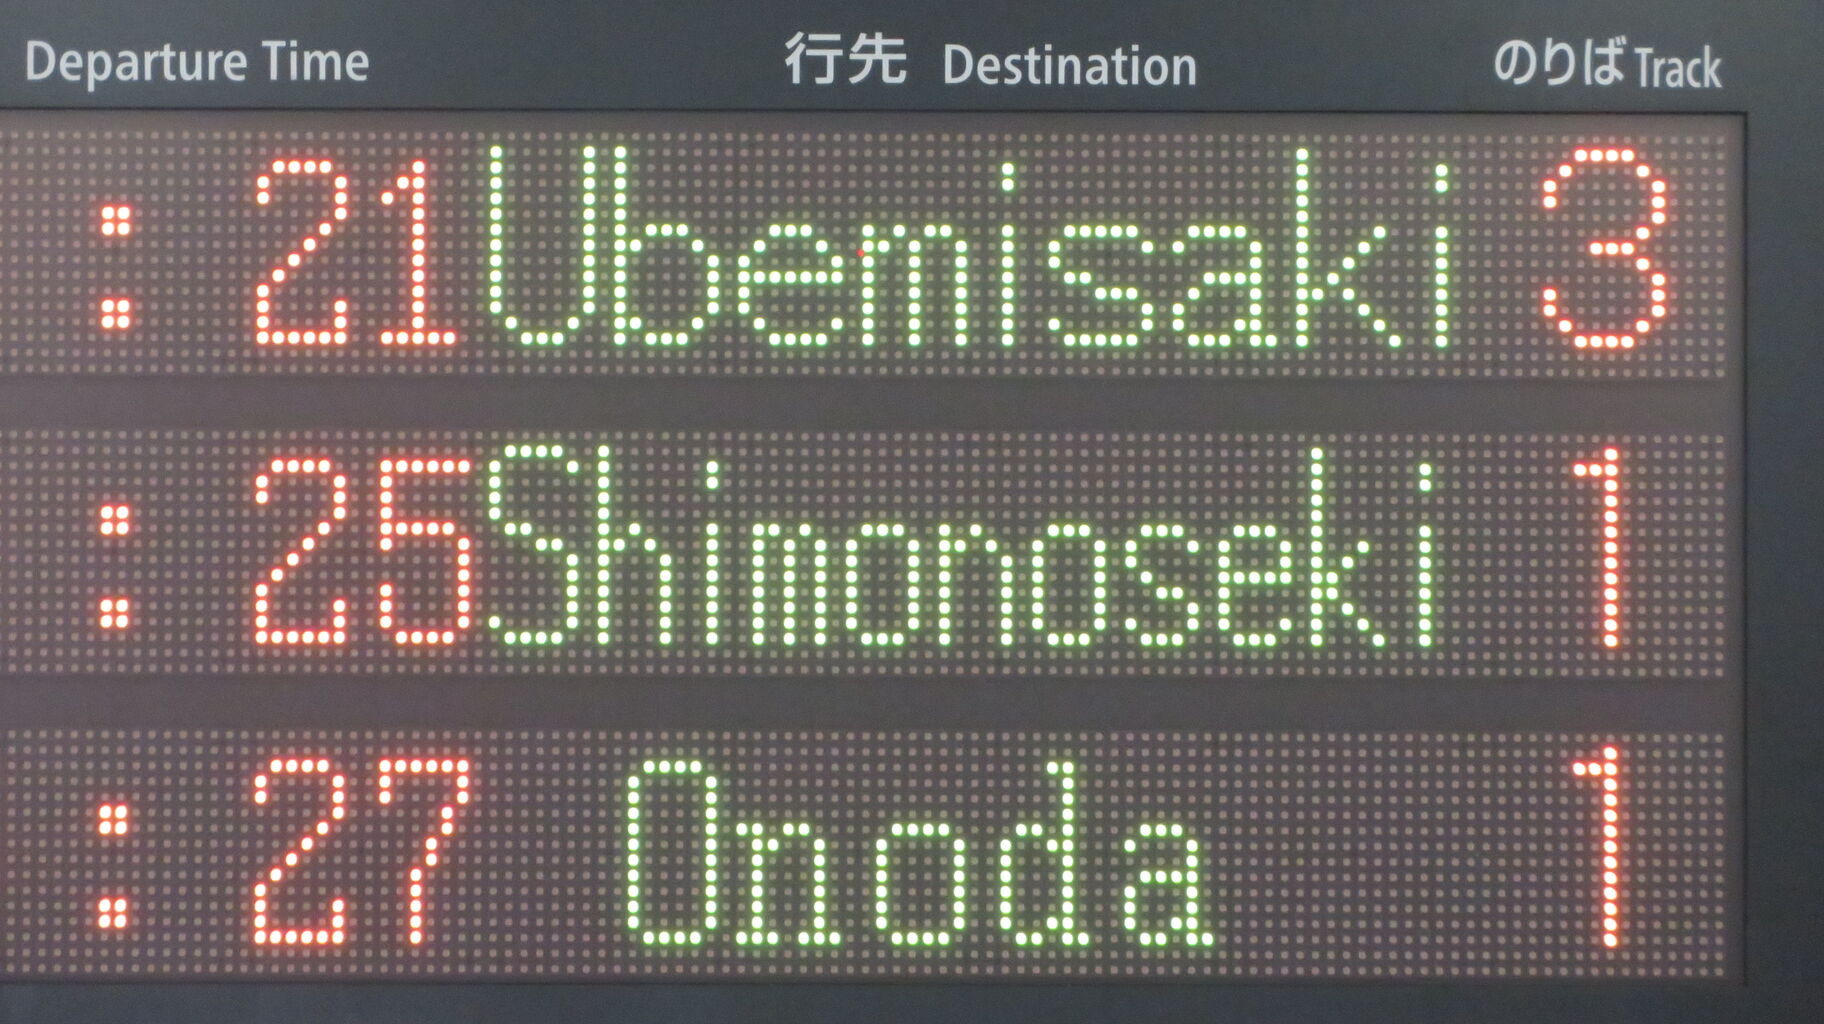 Departure Time 行先 Destination のりば Track
: 21 Ubemisaki 3
: 25 Shimonoseki 1
: 27 Onoda 1